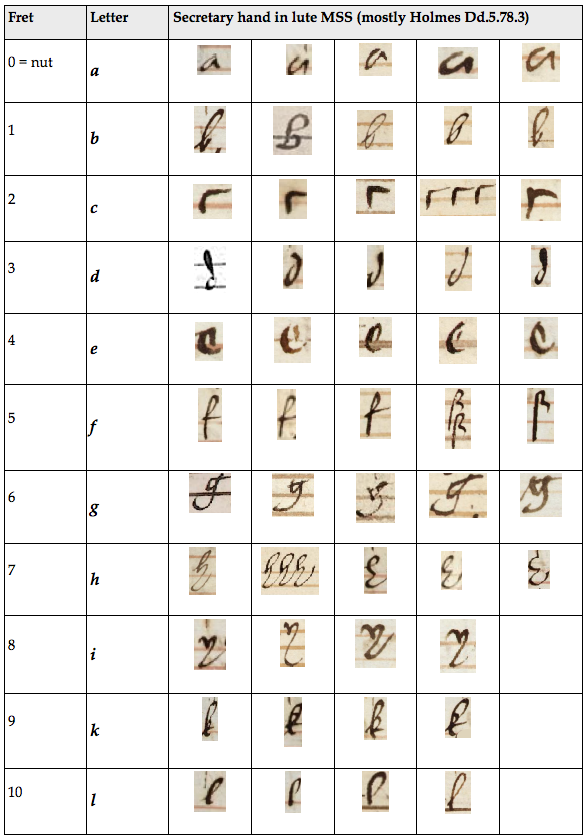 Fret Letter Secretary hand in lute MSS (mostly Holmes Dd.5.78.3)
0 = nut a a a a a a
1 b b b b b b
2 c r r r r r r r
3 d d d d d d
4 e e e e e e
5 f f f f
6 g g g g g g
7 h h h h h
8 i
9 k k k k k
10 l l l l l